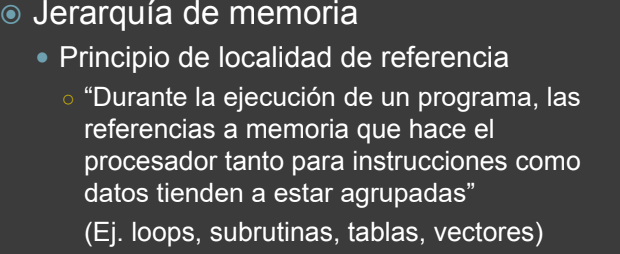 Jerarquía de memoria
Principio de localidad de referencia
“Durante la ejecución de un programa, las
referencias a memoria que hace el
procesador tanto para instrucciones como
datos tienden a estar agrupadas”
(Ej. loops, subrutinas, tablas, vectores)